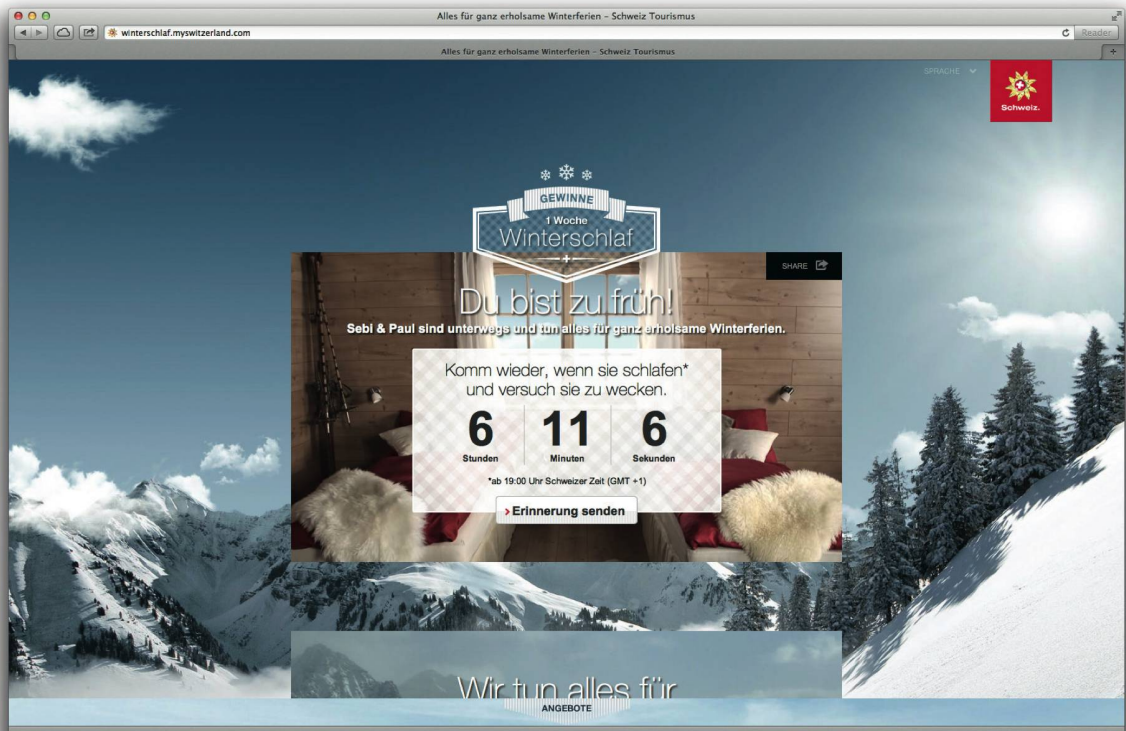 Alles für ganz erholsame Winterferien – Schweiz Tourismus
winterschlaf.myswitzerland.com
Reader
Alles für ganz erholsame Winterferien – Schweiz Tourismus
SPRACHE
Schweiz.
GEWINNE
1 Woche
Winterschlaf
SHARE
Du bist zu früh!
Sebi & Paul sind unterwegs und tun alles für ganz erholsame Winterferien.
Komm wieder, wenn sie schlafen*
und versuch sie zu wecken.
6 11 6
Stunden Minuten Sekunden
*ab 19:00 Uhr Schweizer Zeit (GMT +1)
Erinnerung senden
Wir tun alles für
ANGEBOTE